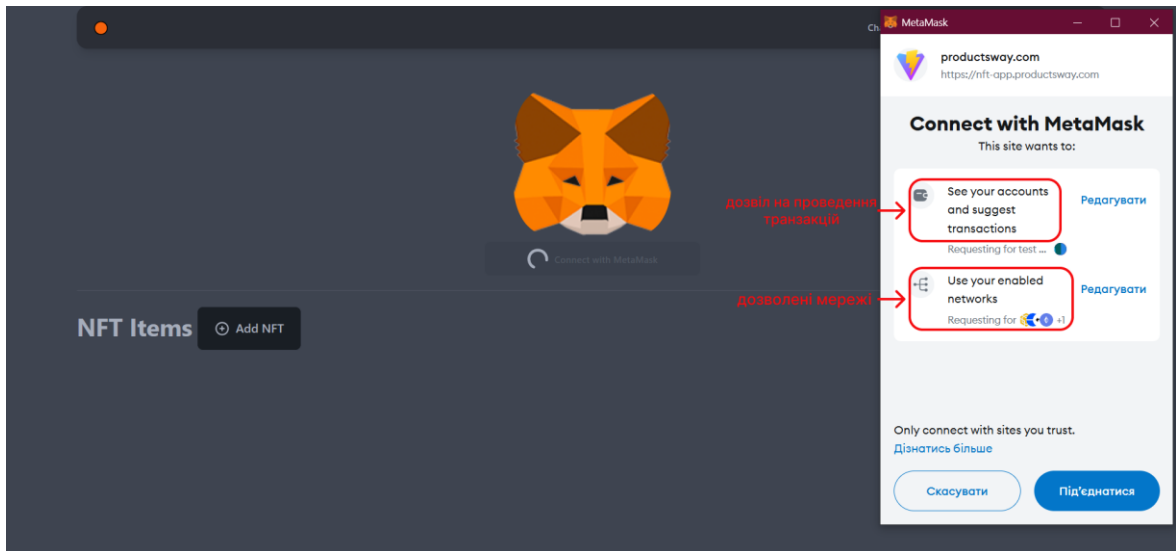 Ch
MetaMask
productsway.com
https://nft-app.productsway.com
Connect with MetaMask
This site wants to:
See your accounts
and suggest
transactions
Редагувати
Requesting for test ...
Use your enabled
networks
Редагувати
Requesting for +1
дозвіл на проведення
транзакцій
дозволені мережі
Connect with MetaMask
NFT Items
Add NFT
Only connect with sites you trust.
Дізнатись більше
Скасувати
Під'єднатися